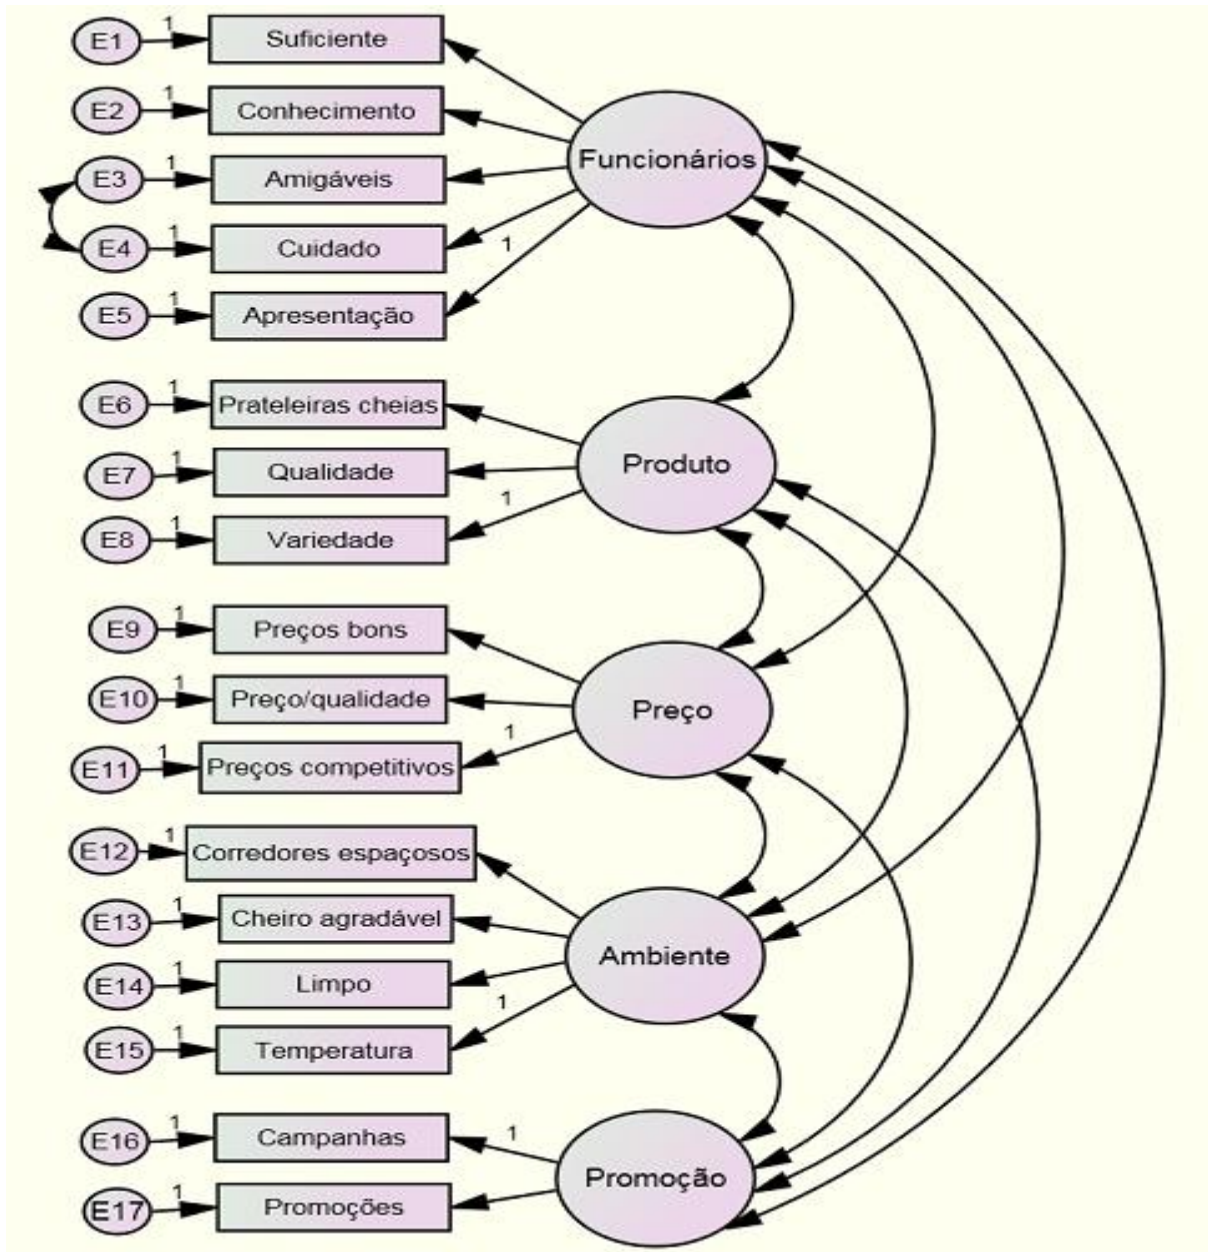 E1 1 Suficiente
E2 1 Conhecimento
Funcionários
E3 1 Amigáveis
E4 1 Cuidado
1
E5 1 Apresentação
E6 1 Prateleiras cheias
Produto
E7 1 Qualidade
1
E8 1 Variedade
E9 1 Preços bons
Preço
E10 1 Preço/qualidade
1
E11 1 Preços competitivos
E12 1 Corredores espaçosos
E13 1 Cheiro agradável
Ambiente
E14 1 Limpo
1
E15 1 Temperatura
E16 1 Campanhas
1
Promoção
E17 1 Promoções